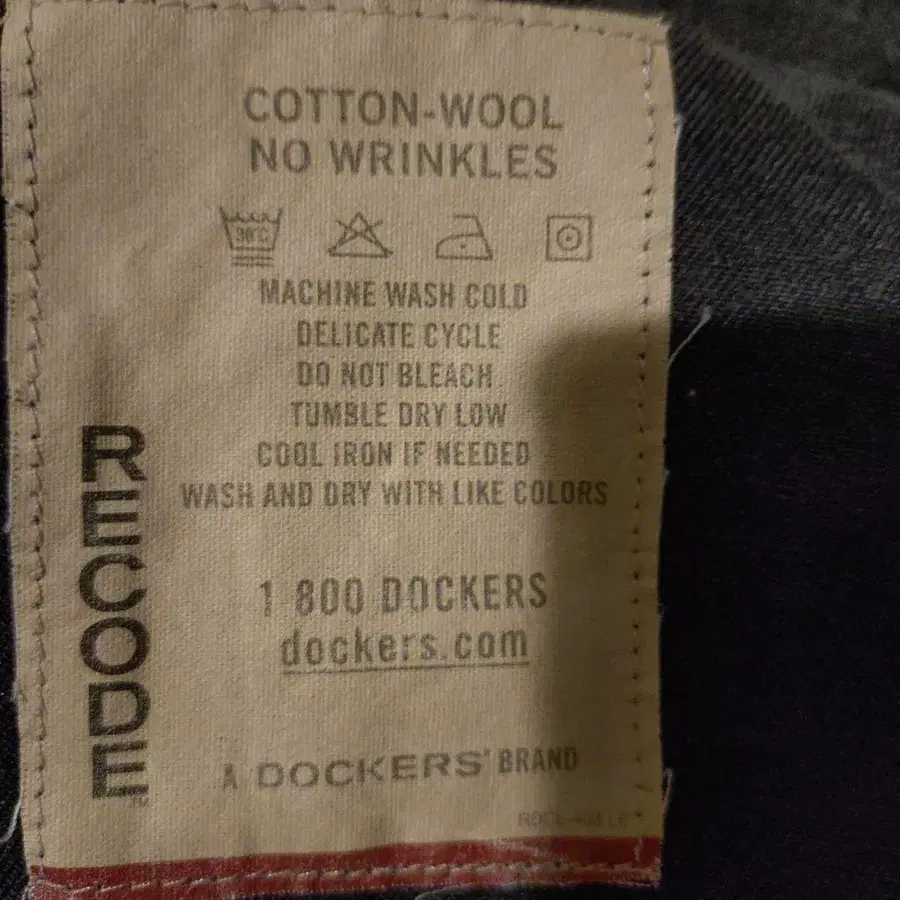 COTTON-WOOL
NO WRINKLES
30°C
MACHINE WASH COLD
DELICATE CYCLE
DO NOT BLEACH
TUMBLE DRY LOW
COOL IRON IF NEEDED
WASH AND DRY WITH LIKE COLORS
1 800 DOCKERS
dockers.com
A DOCKERS® BRAND
RECODE™